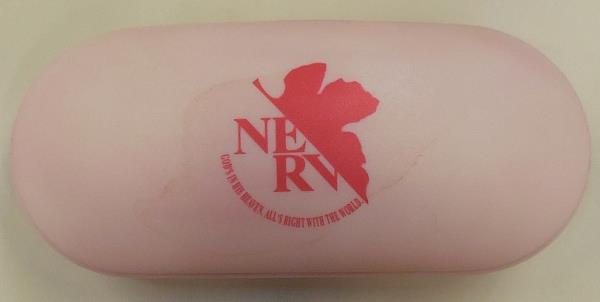 NE
RV
GOD'S IN HIS HEAVEN. ALL'S RIGHT WITH THE WORLD.